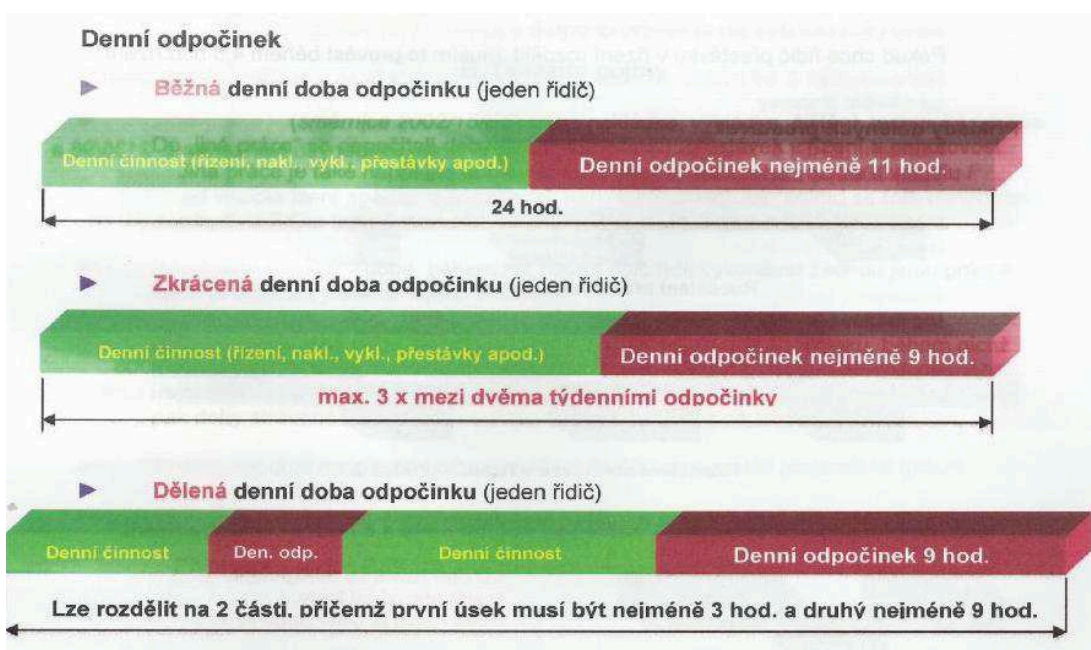 Denní odpočinek
Běžná denní doba odpočinku (jeden řidič)
Denní činnost (řízení, nakl., vykl., přestávky apod.)
Denní odpočinek nejméně 11 hod.
24 hod.
Zkrácená denní doba odpočinku (jeden řidič)
Denní činnost (řízení, nakl., vykl., přestávky apod.)
Denní odpočinek nejméně 9 hod.
max. 3 x mezi dvěma týdenními odpočinky
Dělená denní doba odpočinku (jeden řidič)
Denní činnost
Den. odp.
Denní činnost
Denní odpočinek 9 hod.
Lze rozdělit na 2 části, přičemž první úsek musí být nejméně 3 hod. a druhý nejméně 9 hod.